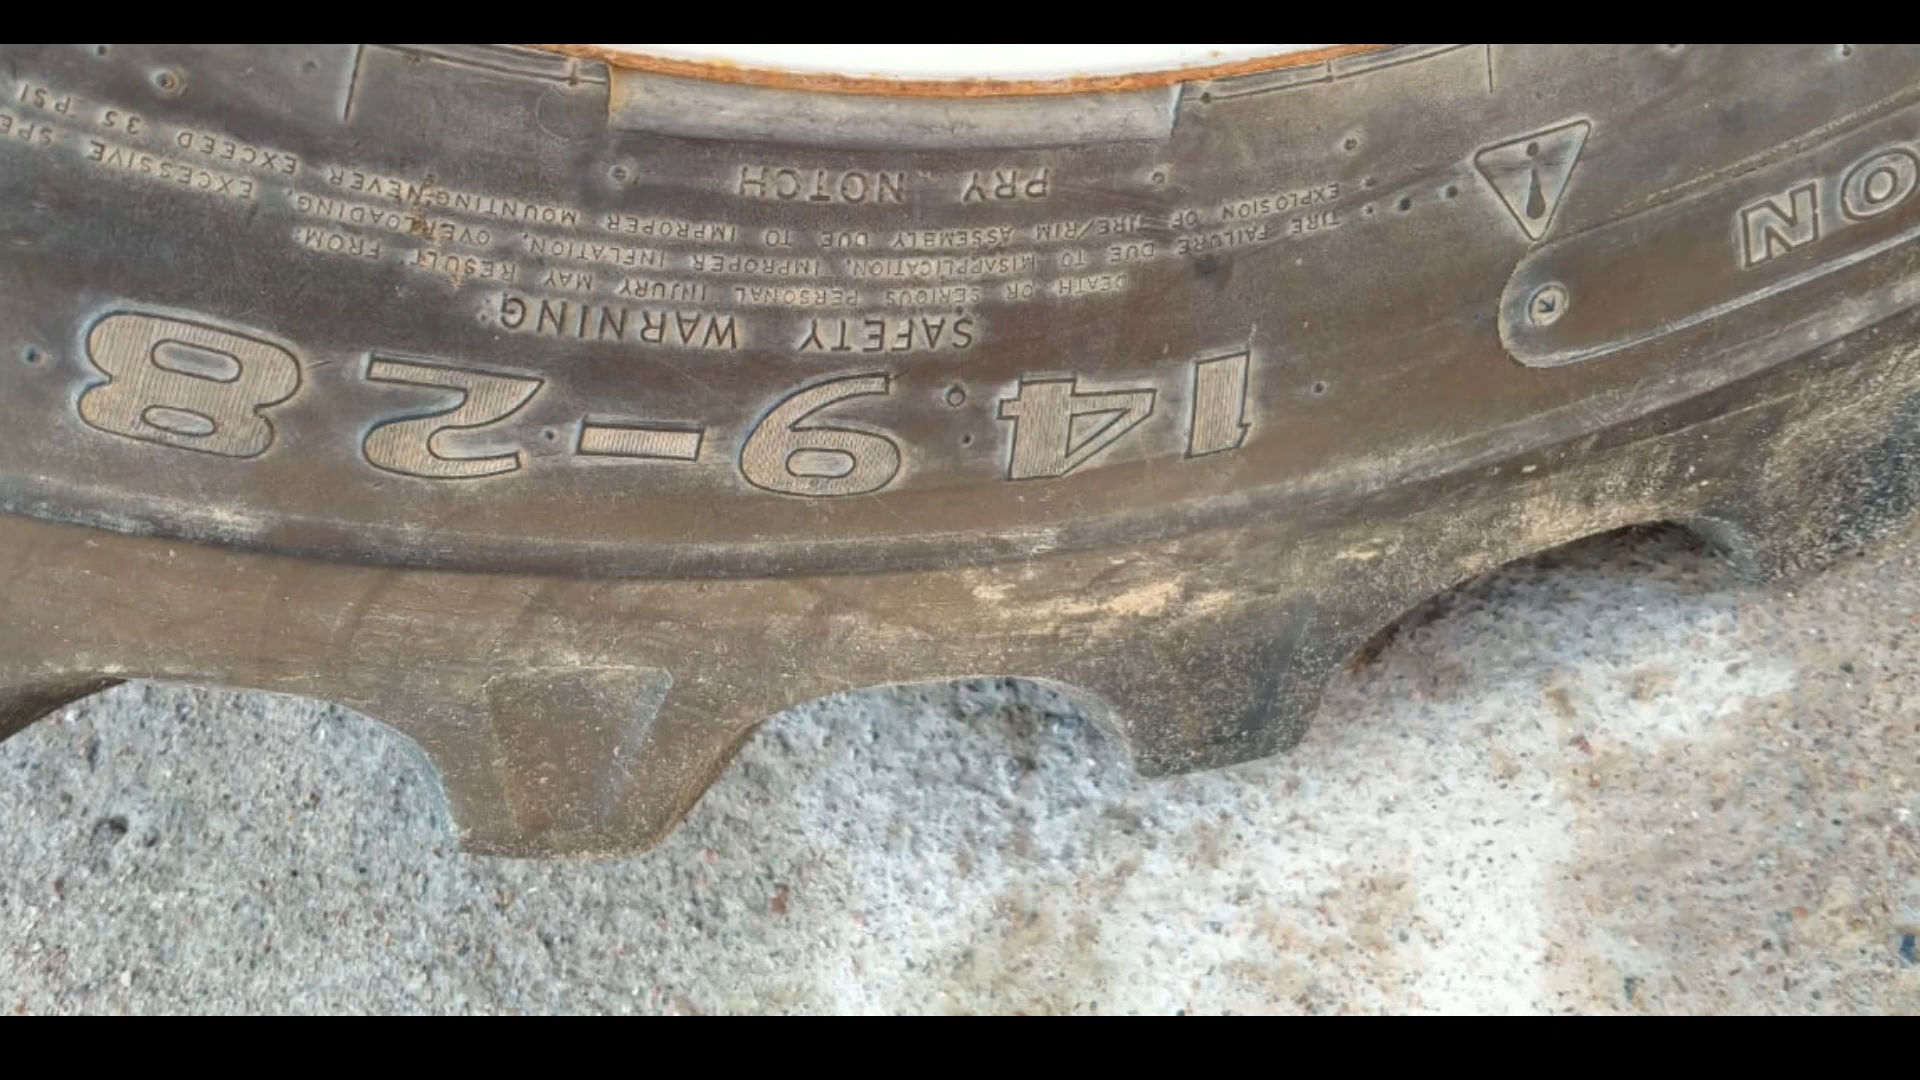 14.9-28
SAFETY WARNING:
DEATH OR SERIOUS PERSONAL INJURY MAY RESULT FROM
TIRE FAILURE DUE TO MISAPPLICATION, IMPROPER INFLATION, OVERLOADING, EXCESSIVE SPE
EXPLOSION OF TIRE/RIM ASSEMBLY DUE TO IMPROPER MOUNTING.NEVER EXCEED 35 PSI
PRY NOTCH
ON